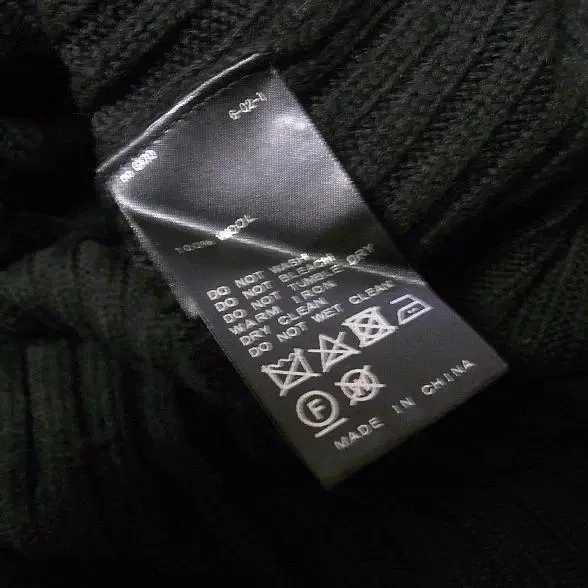 6-02-1
100% WOOL
DO NOT WASH
DO NOT BLEACH
DO NOT TUMBLE DRY
WARM IRON
DRY CLEAN
DO NOT WET CLEAN
F W
MADE IN CHINA